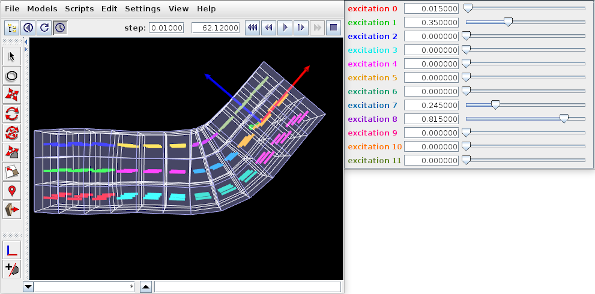 File Models Scripts Edit Settings View Help
step: 0.01000 62.12000
*
excitation 0 0.015000
excitation 1 0.350000
excitation 2 0.000000
excitation 3 0.000000
excitation 4 0.000000
excitation 5 0.000000
excitation 6 0.000000
excitation 7 0.245000
excitation 8 0.815000
excitation 9 0.000000
excitation 10 0.000000
excitation 11 0.000000